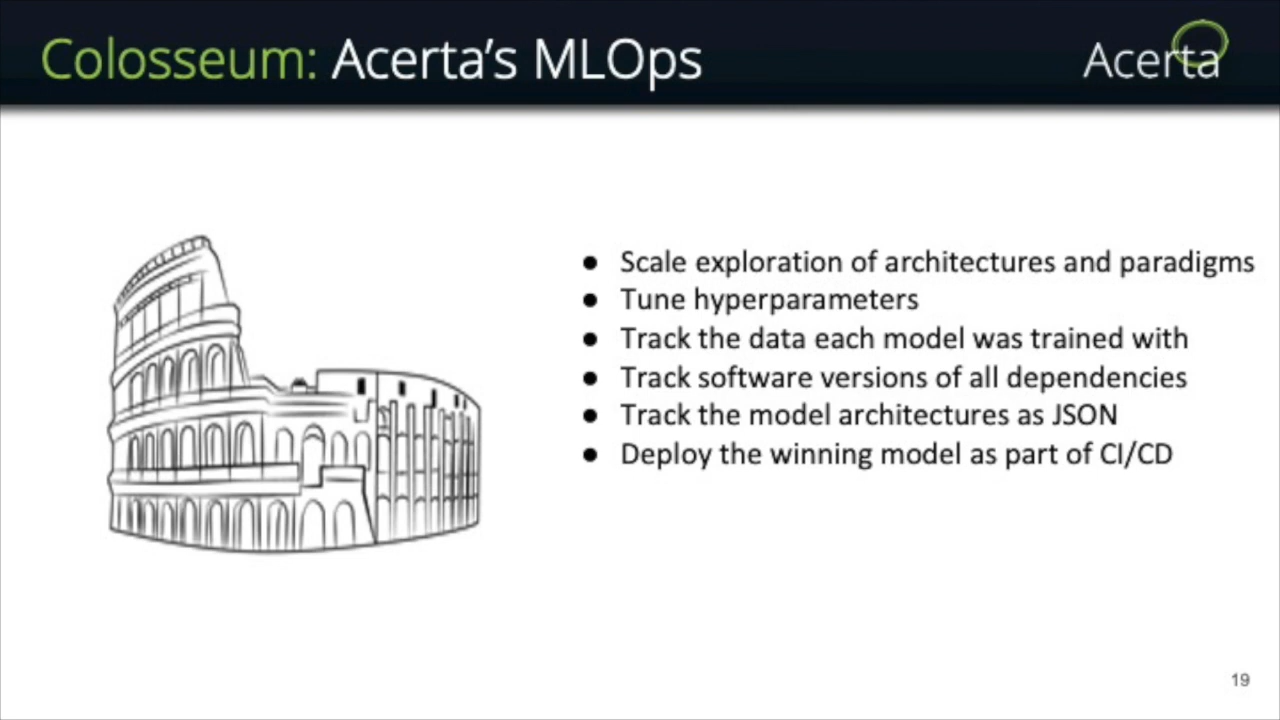 Colosseum: Acerta's MLOps
Acerta
● Scale exploration of architectures and paradigms
● Tune hyperparameters
● Track the data each model was trained with
● Track software versions of all dependencies
● Track the model architectures as JSON
● Deploy the winning model as part of CI/CD
19